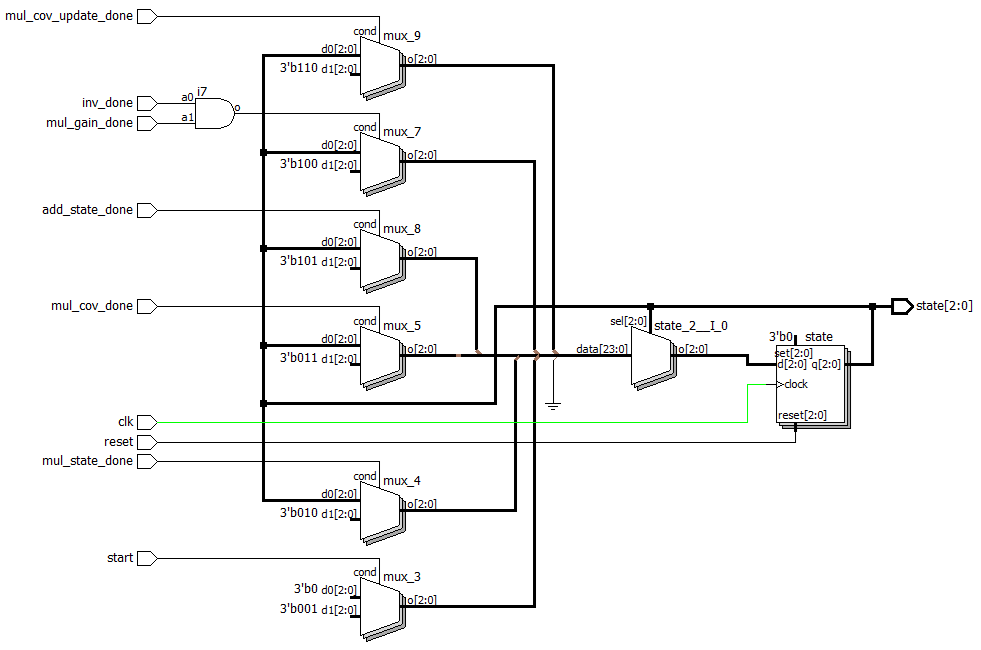 mul_cov_update_done
cond mux_9
d0[2:0] o[2:0]
3'b110 d1[2:0]
i7
inv_done a0 o
mul_gain_done a1
cond mux_7
d0[2:0] o[2:0]
3'b100 d1[2:0]
add_state_done
cond mux_8
d0[2:0] o[2:0]
3'b101 d1[2:0]
mul_cov_done state[2:0]
cond mux_5 sel[2:0] state_2__I_0
3'b0 state
d0[2:0] o[2:0] data[23:0] o[2:0] set[2:0]
3'b011 d1[2:0] d[2:0] q[2:0]
clock
reset[2:0]
clk
reset
mul_state_done
cond mux_4
d0[2:0] o[2:0]
3'b010 d1[2:0]
start
cond mux_3
3'b0 d0[2:0] o[2:0]
3'b001 d1[2:0]